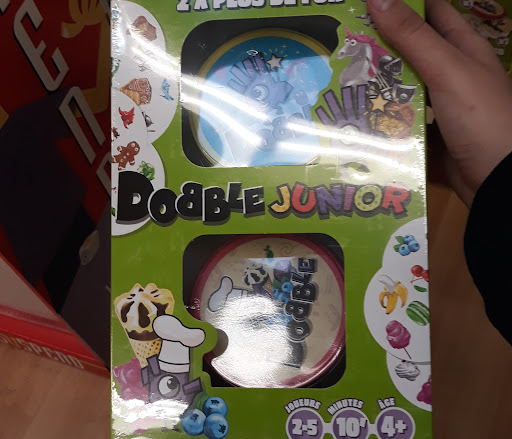 2 X PLUS DE FUN
DOBBLE JUNIOR
DOBBLE
JOUEURS MINUTES ÂGE
2-5 10' 4+